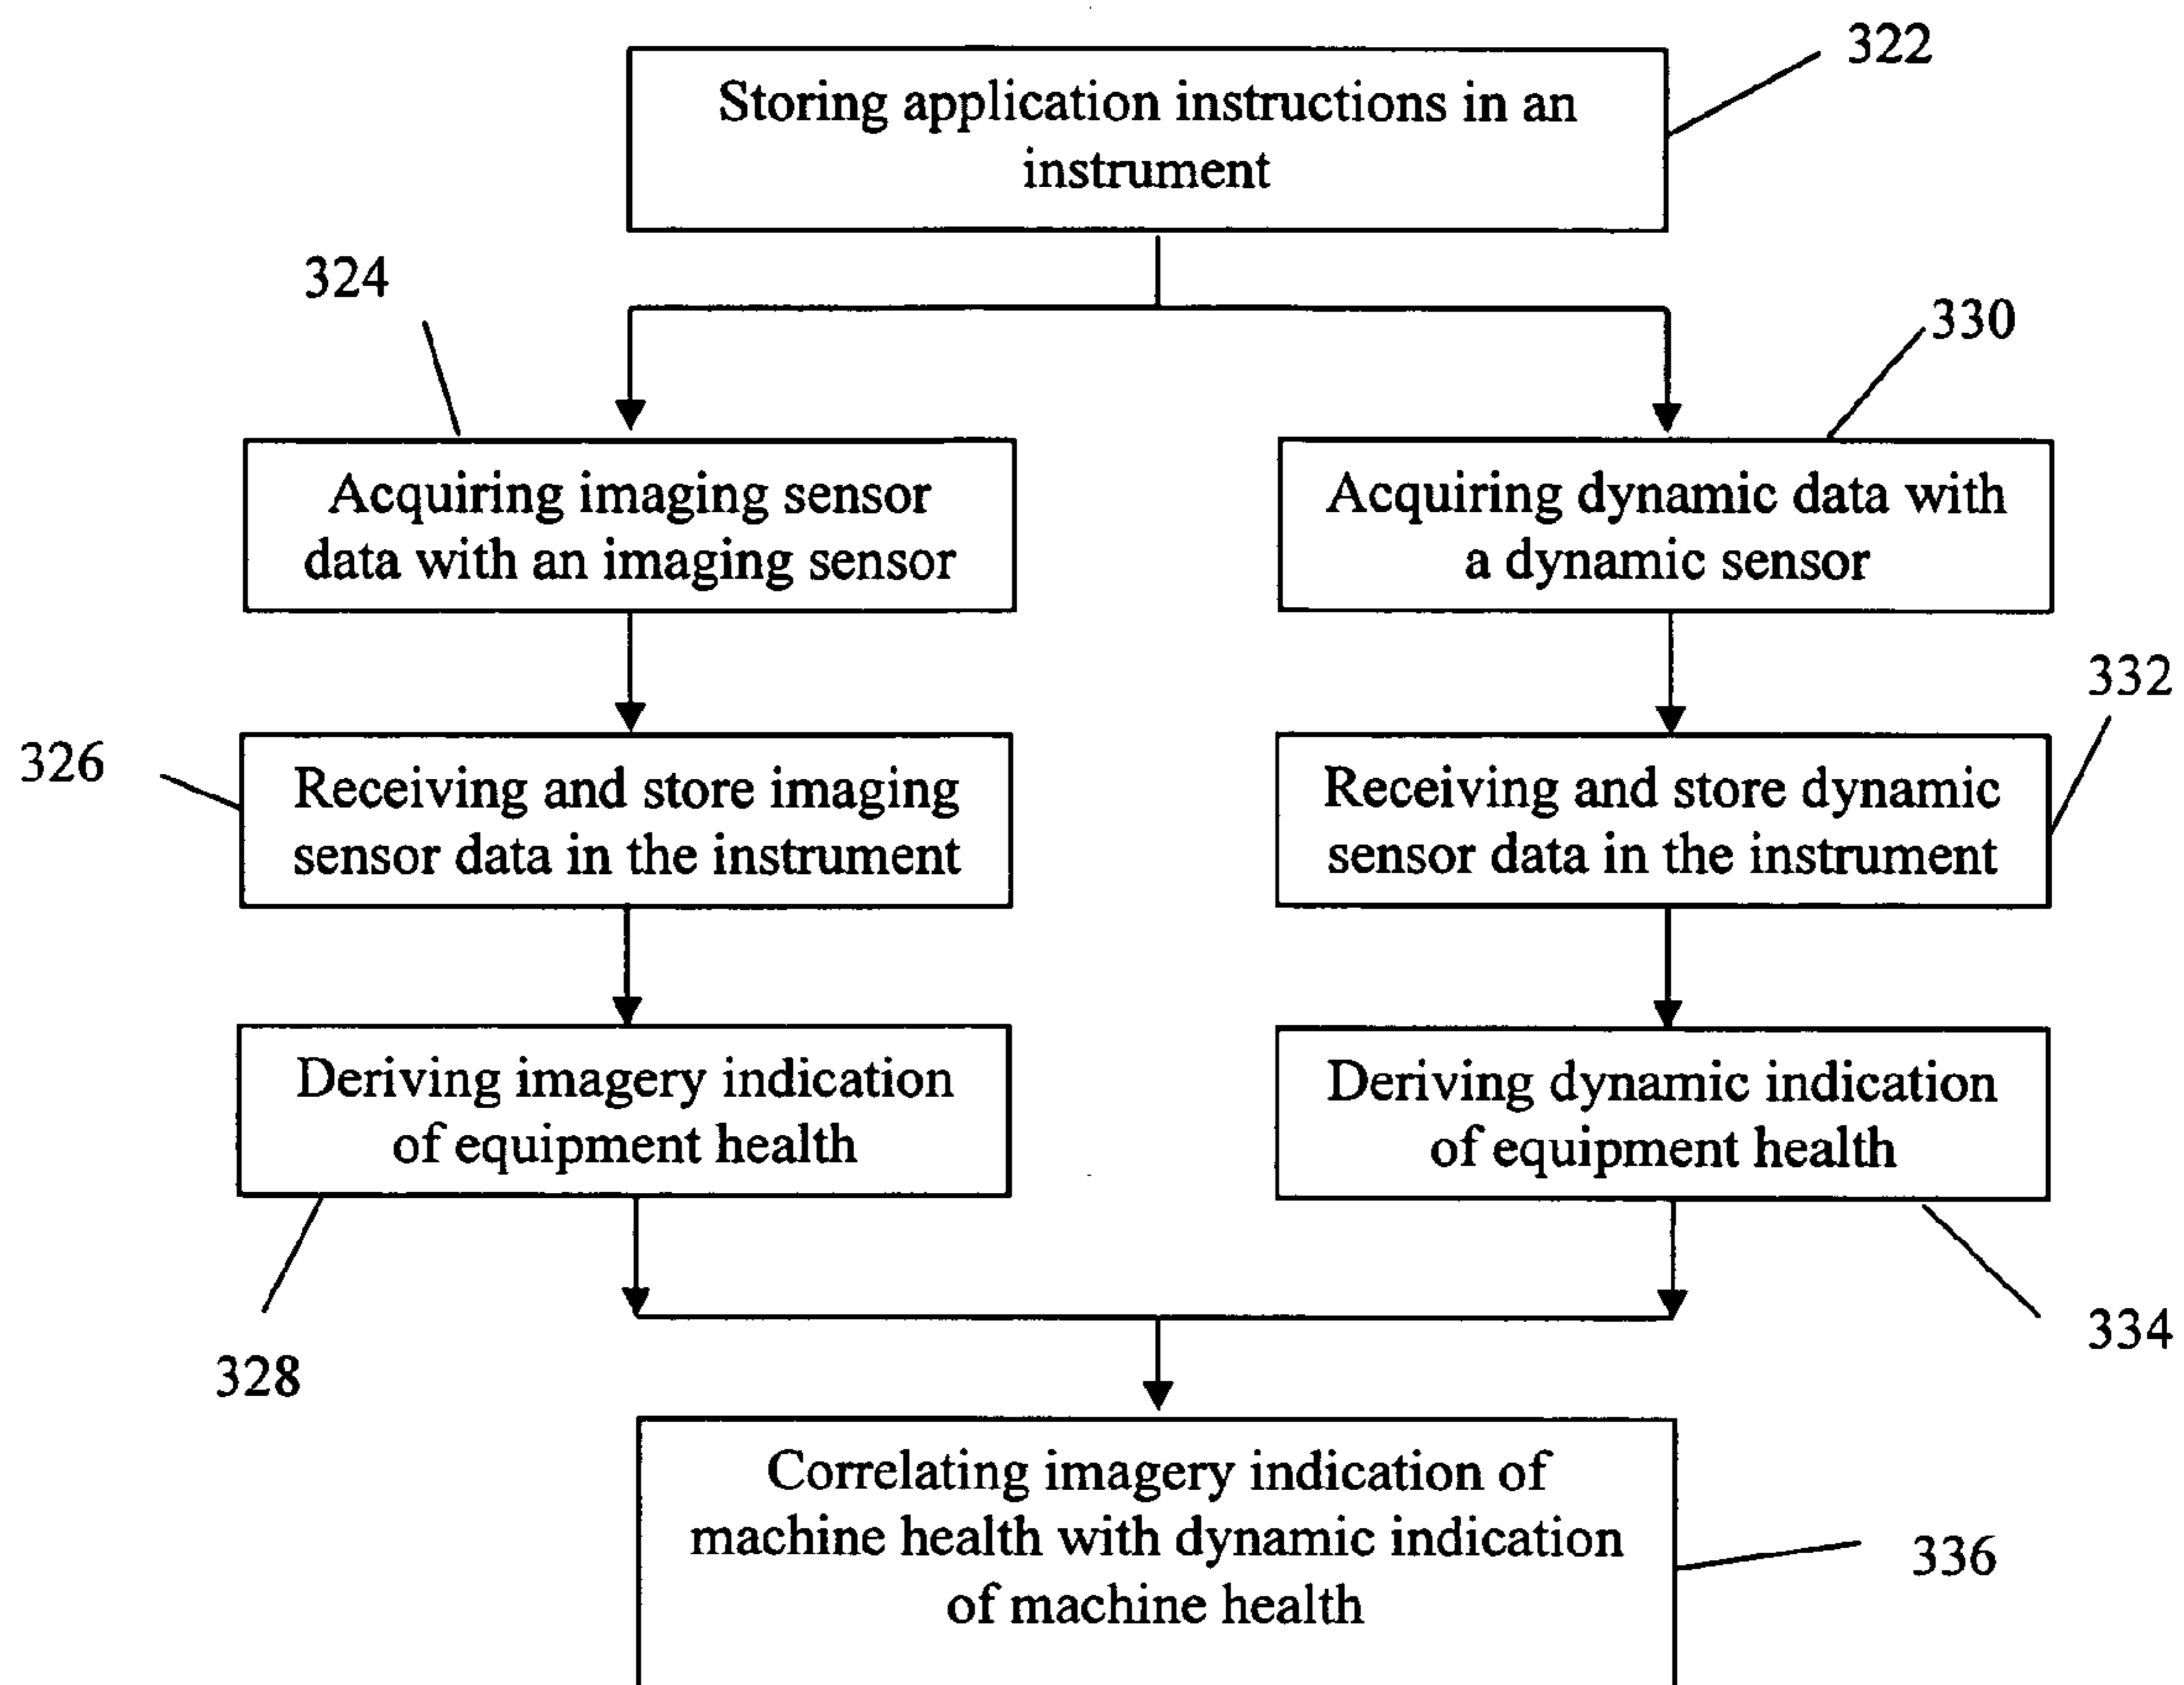 322
Storing application instructions in an
instrument
324
330
Acquiring imaging sensor
data with an imaging sensor
Acquiring dynamic data with
a dynamic sensor
332
326
Receiving and store imaging
sensor data in the instrument
Receiving and store dynamic
sensor data in the instrument
Deriving imagery indication
of equipment health
Deriving dynamic indication
of equipment health
334
328
Correlating imagery indication of
machine health with dynamic indication
of machine health
336